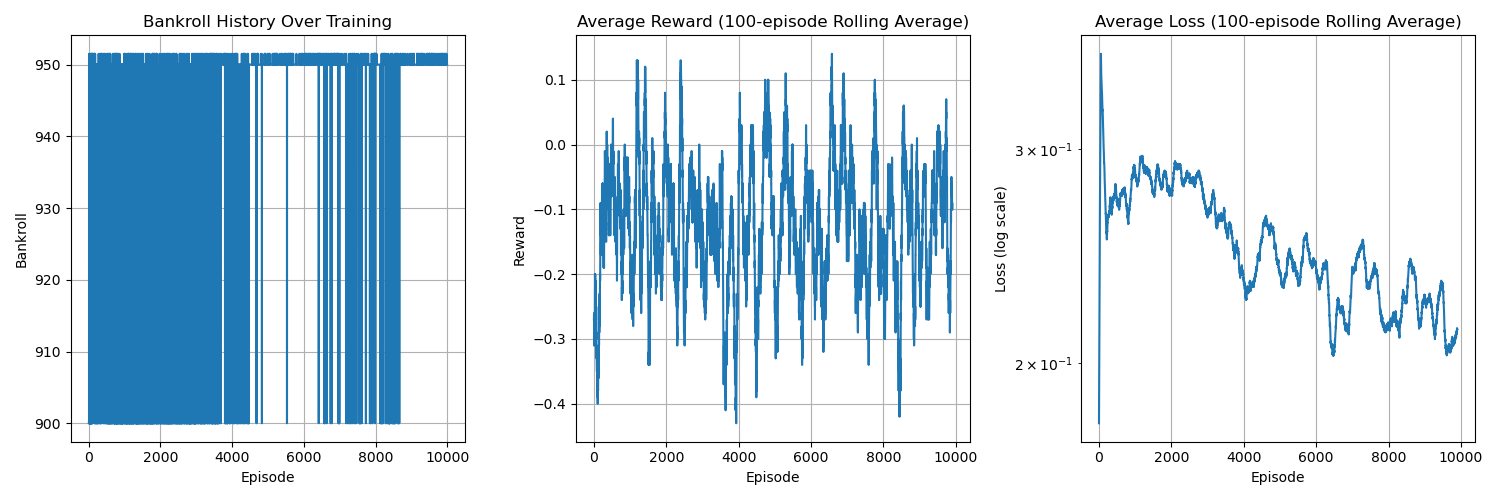 Bankroll History Over Training
Bankroll
950
940
930
920
910
900
0
2000
4000
6000
8000
10000
Episode
Average Reward (100-episode Rolling Average)
Reward
0.1
0.0
−0.1
−0.2
−0.3
−0.4
0
2000
4000
6000
8000
10000
Episode
Average Loss (100-episode Rolling Average)
Loss (log scale)
3 × 10⁻¹
2 × 10⁻¹
0
2000
4000
6000
8000
10000
Episode